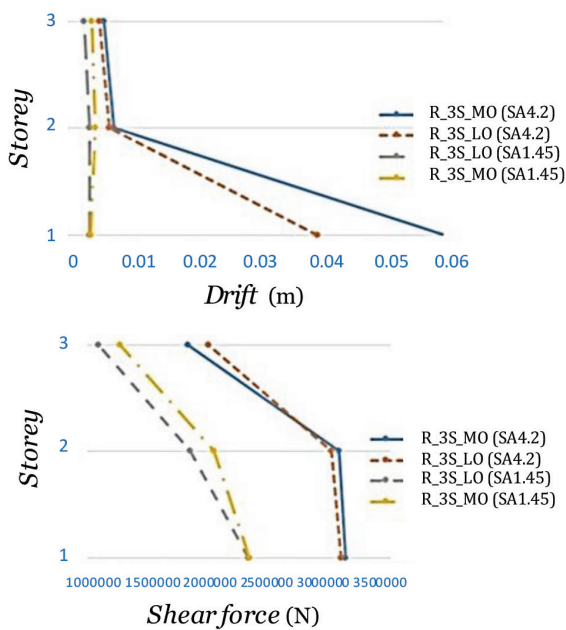 3
2
1
Storey
R_3S_MO (SA4.2)
R_3S_LO (SA4.2)
R_3S_LO (SA1.45)
R_3S_MO (SA1.45)
0 0.01 0.02 0.03 0.04 0.05 0.06
Drift (m)
3
2
1
Storey
R_3S_MO (SA4.2)
R_3S_LO (SA4.2)
R_3S_LO (SA1.45)
R_3S_MO (SA1.45)
1000000 1500000 2000000 2500000 3000000 3500000
Shear force (N)